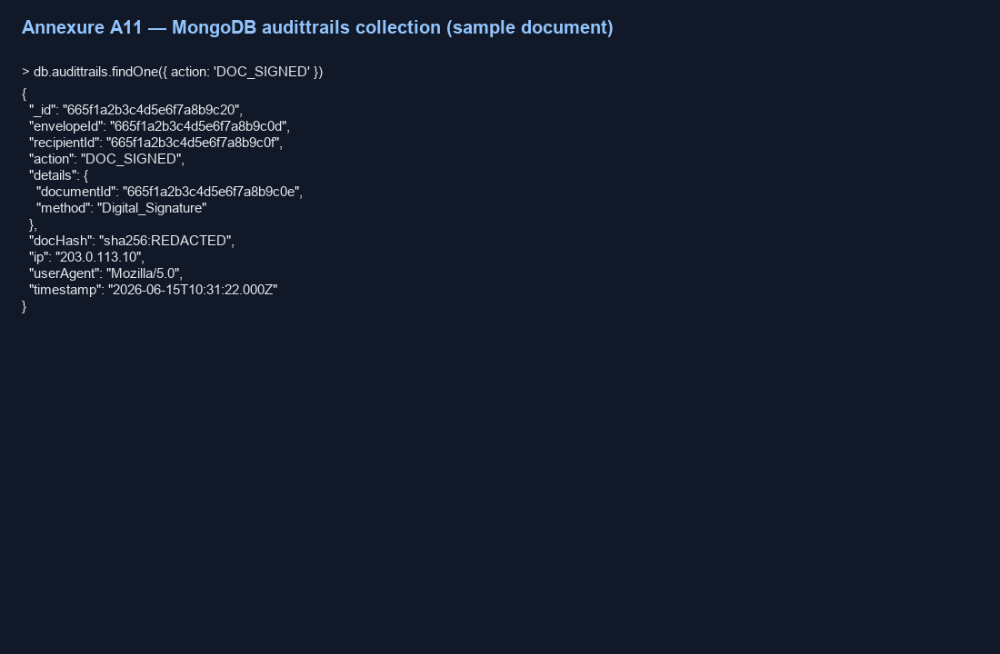 Annexure A11 — MongoDB audittrails collection (sample document)
> db.audittrails.findOne({ action: 'DOC_SIGNED' })
{
"_id": "665f1a2b3c4d5e6f7a8b9c20",
"envelopeId": "665f1a2b3c4d5e6f7a8b9c0d",
"recipientId": "665f1a2b3c4d5e6f7a8b9c0f",
"action": "DOC_SIGNED",
"details": {
"documentId": "665f1a2b3c4d5e6f7a8b9c0e",
"method": "Digital_Signature"
},
"docHash": "sha256:REDACTED",
"ip": "203.0.113.10",
"userAgent": "Mozilla/5.0",
"timestamp": "2026-06-15T10:31:22.000Z"
}